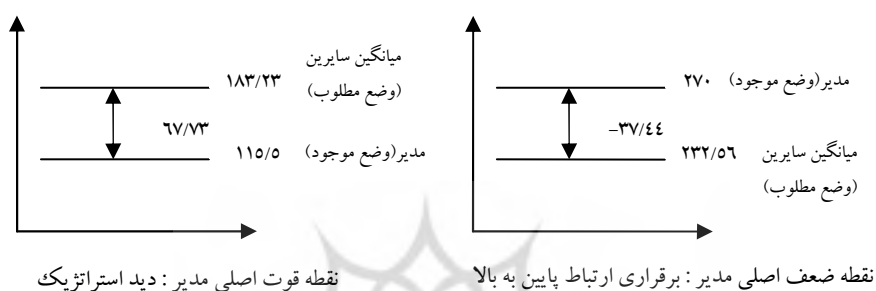 میانگین سایرین
(وضع مطلوب)
۱۸۳/۲۳
۶۷/۷۳
مدیر(وضع موجود) ۱۱۵/۵
نقطه قوت اصلی مدیر : دید استراتژیک
مدیر(وضع موجود) ۲۷۰
-۳۷/٤٤
میانگین سایرین ۲۳۲/۵٦
(وضع مطلوب)
نقطه ضعف اصلی مدیر : برقراری ارتباط پایین به بالا